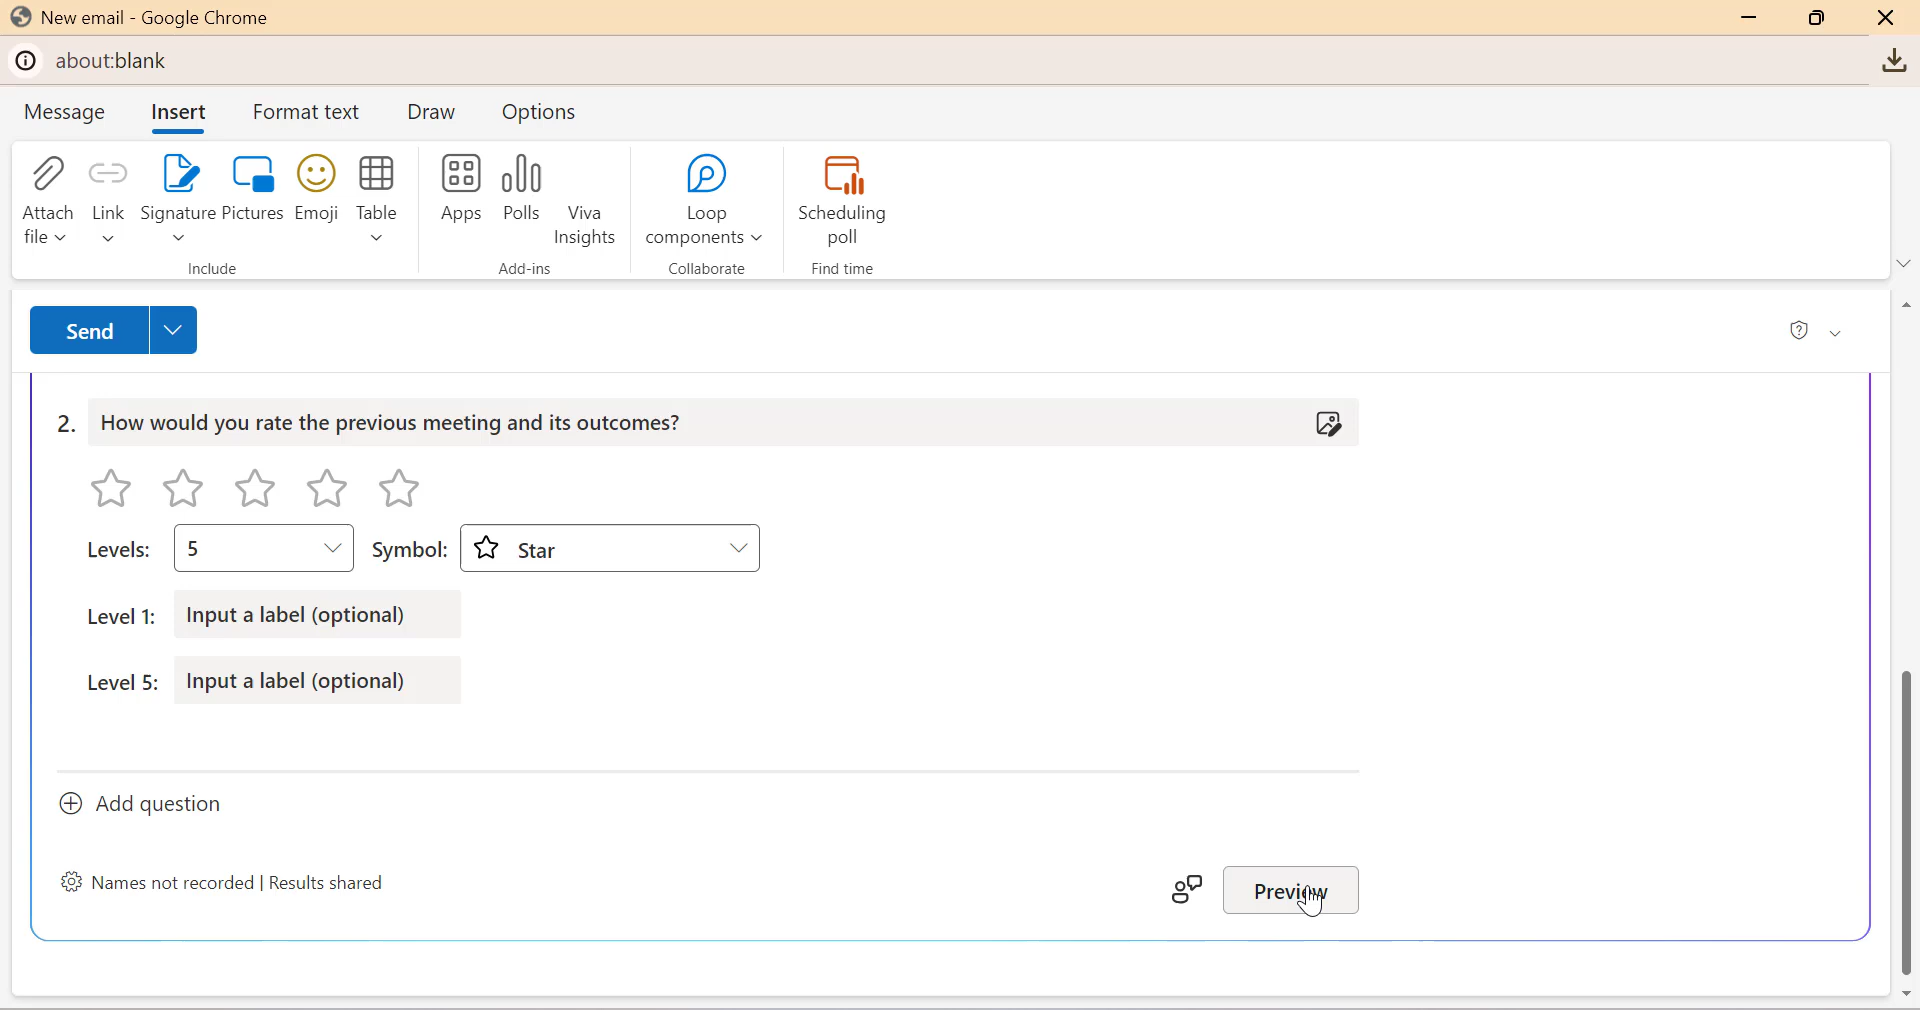 New email - Google Chrome
about:blank
Message Insert Format text Draw Options
Attach file Link Signature Pictures Emoji Table
Include
Apps Polls Viva Insights
Add-ins
Loop components
Collaborate
Scheduling poll
Find time
Send
2. How would you rate the previous meeting and its outcomes?
Levels: 5 Symbol: Star
Level 1: Input a label (optional)
Level 5: Input a label (optional)
Add question
Names not recorded | Results shared
Preview